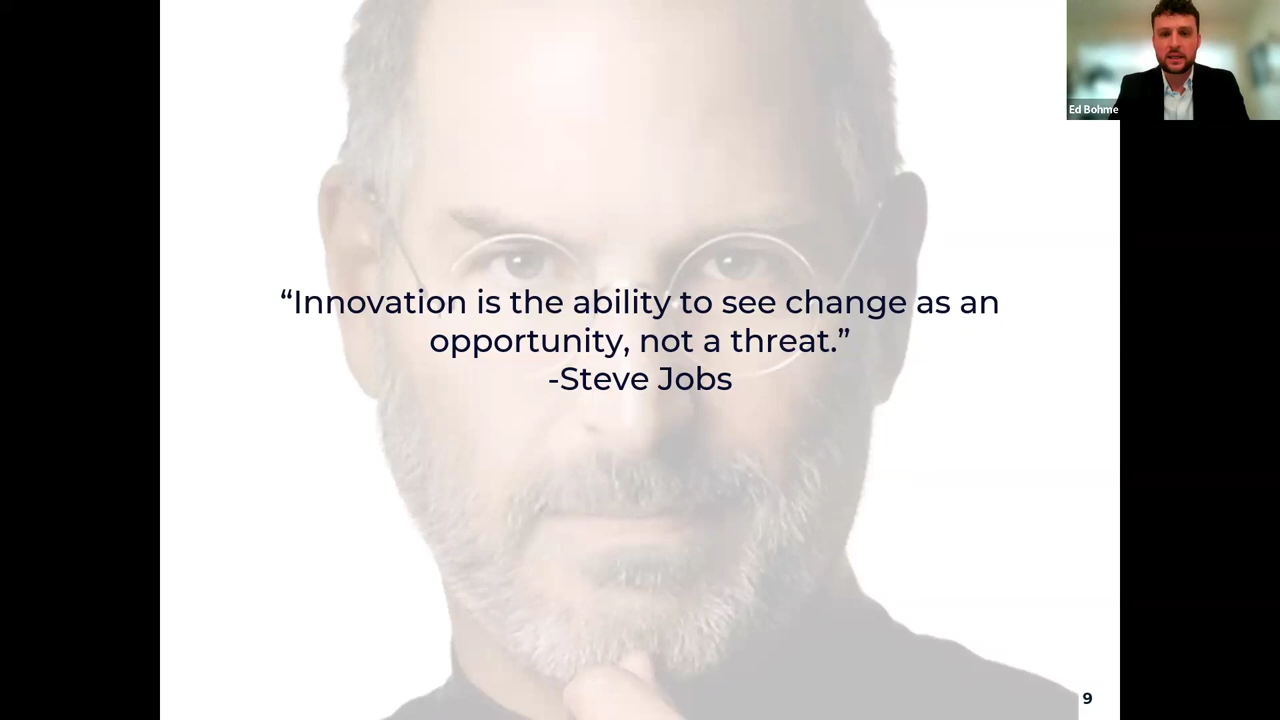 Ed Bohme
“Innovation is the ability to see change as an
opportunity, not a threat.”
-Steve Jobs
9